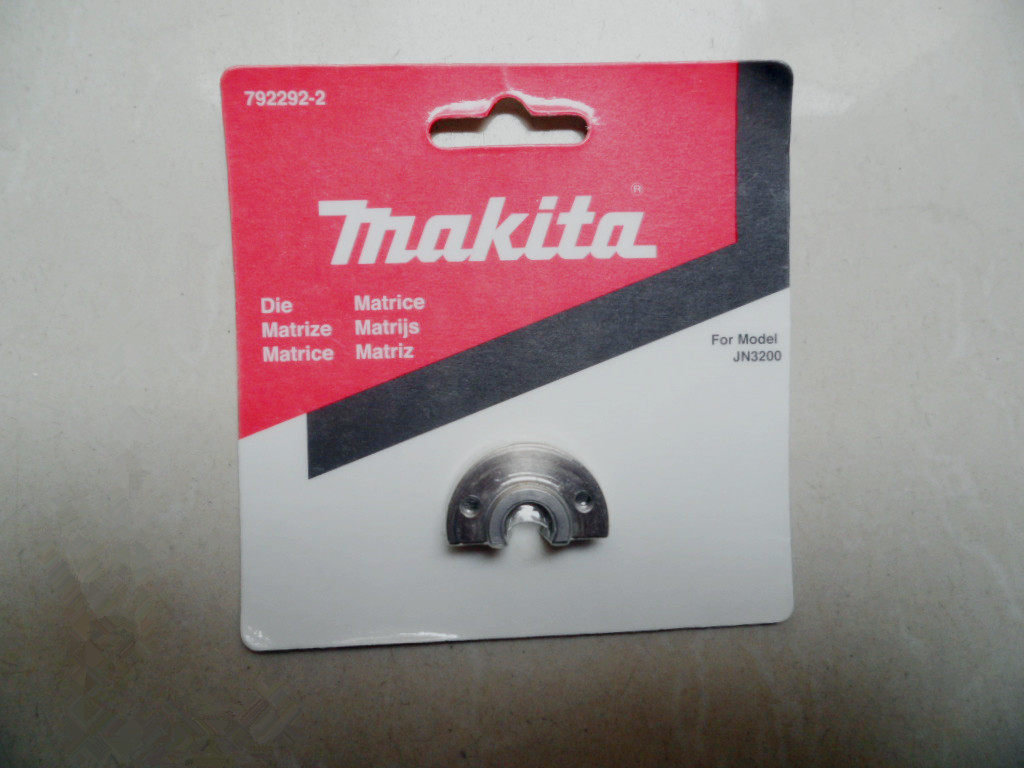 792292-2
makita®
Die Matrice
Matrize Matrijs
Matrice Matriz
For Model
JN3200